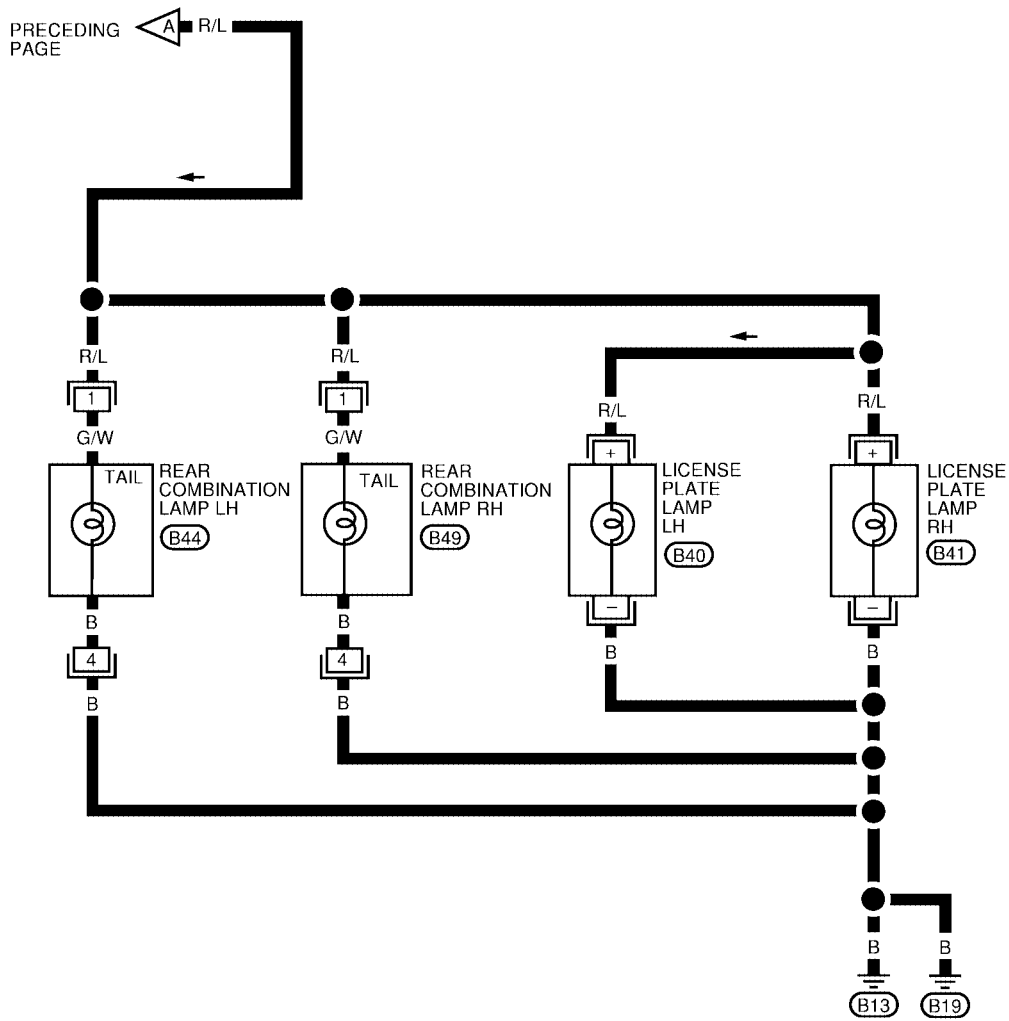 PRECEDING
PAGE
A
R/L
R/L
R/L
R/L
R/L
1
1
+
+
G/W
G/W
TAIL
REAR
COMBINATION
LAMP LH
B44
TAIL
REAR
COMBINATION
LAMP RH
B49
LICENSE
PLATE
LAMP
LH
B40
LICENSE
PLATE
LAMP
RH
B41
–
–
B
B
B
B
4
4
B
B
B
B
B13
B19